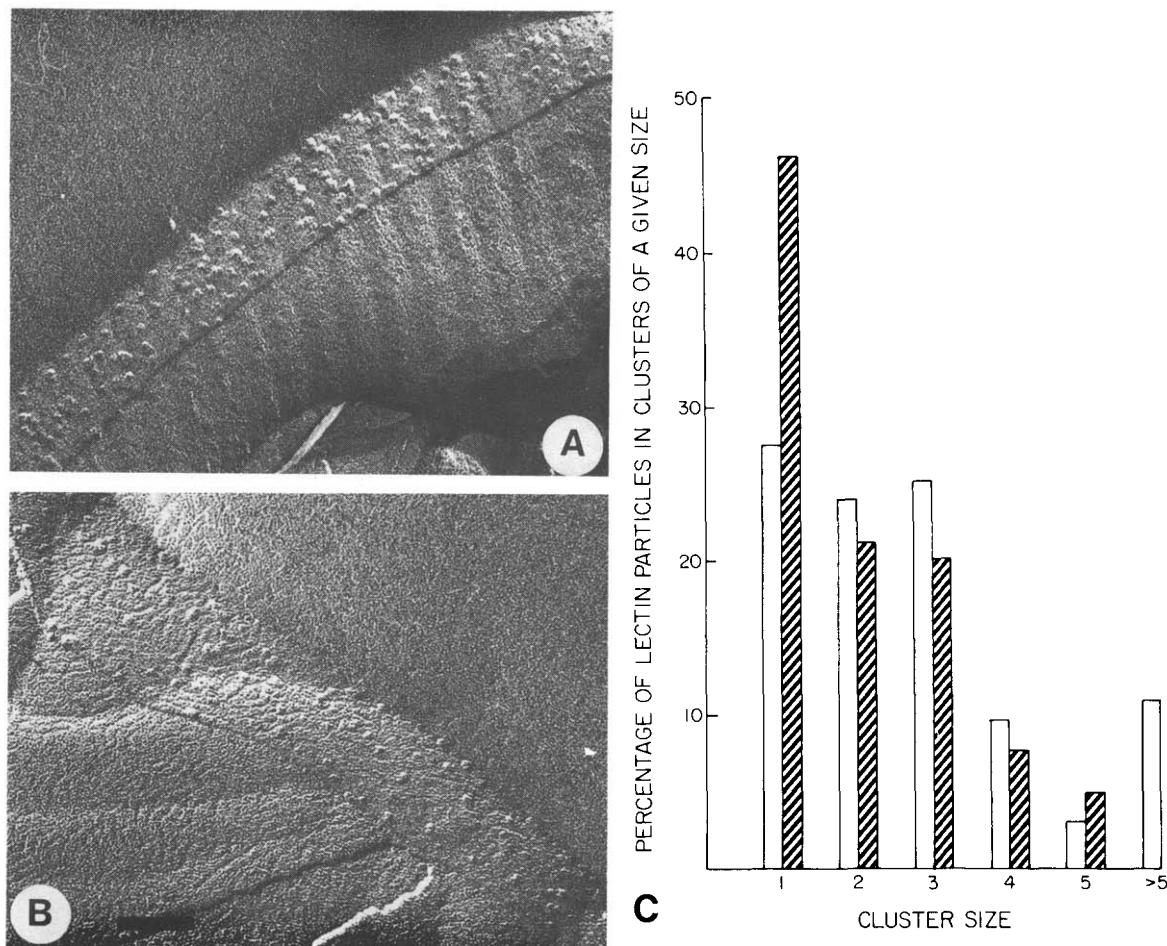 A
B
C
PERCENTAGE OF LECTIN PARTICLES IN CLUSTERS OF A GIVEN SIZE
50
40
30
20
10
1 2 3 4 5 >5
CLUSTER SIZE